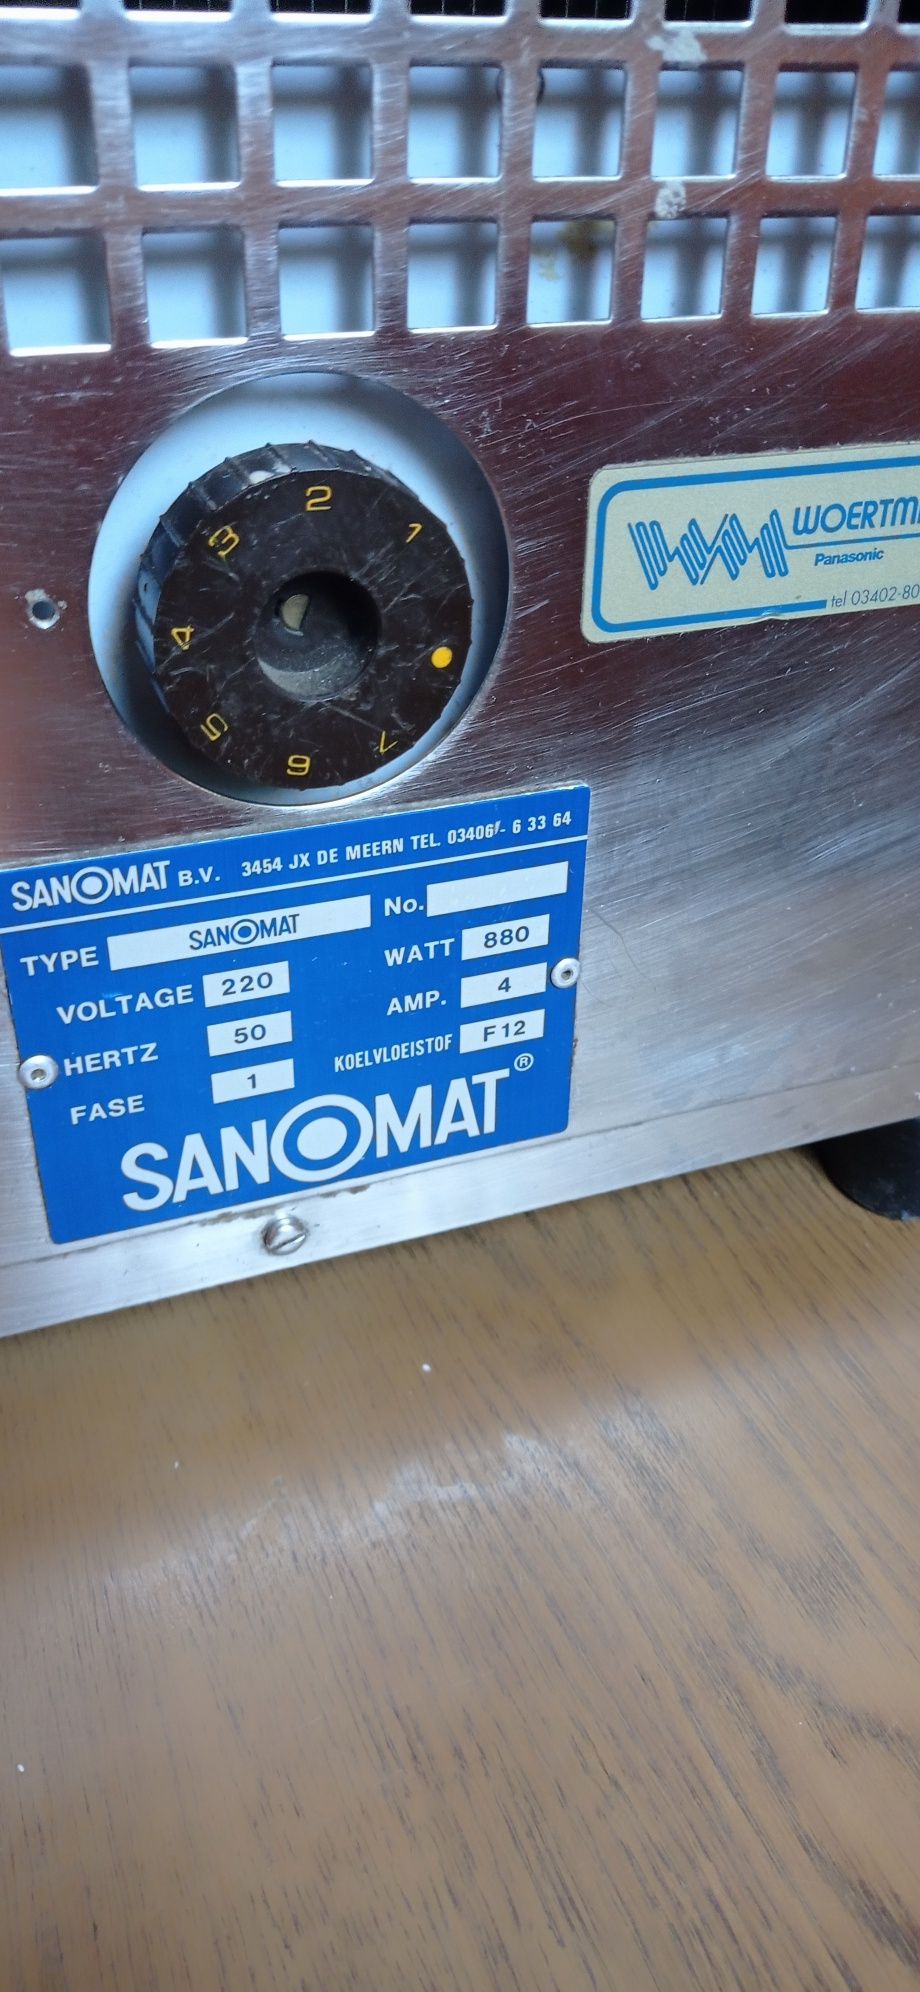 2
3
1
4
5
6
7
WOERTM
Panasonic
tel 03402-80
SANOMAT B.V. 3454 JX DE MEERN TEL. 03406/- 6 33 64
TYPE SANOMAT No.
VOLTAGE 220 WATT 880
HERTZ 50 AMP. 4
FASE 1 KOELVLOEISTOF F12
SANOMAT®